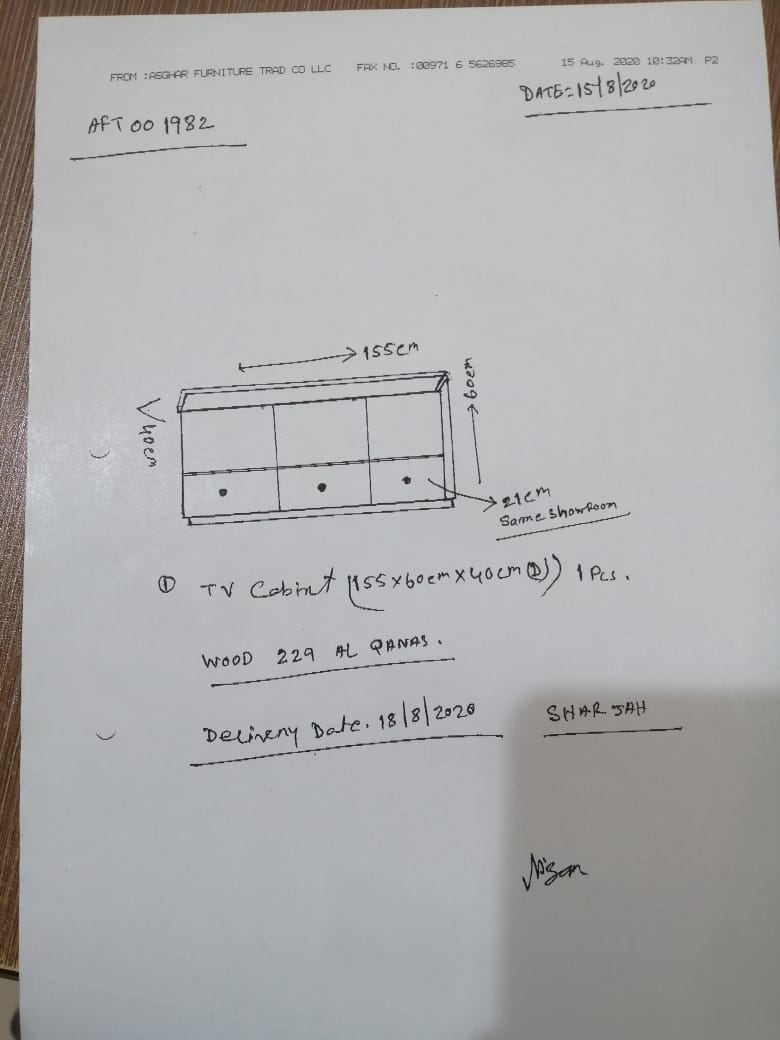 FROM :ASGHAR FURNITURE TRAD CO LLC FAX NO. :00971 6 5626985 15 Aug. 2020 10:32AM P2
DATE=15/8/2020
AFT 00 1982
155cm
60cm
40cm
21cm
Same Showroom
① TV Cabint (155x60cmx40cm(D)) 1 Pcs.
WOOD 229 AL QANAS.
Delivery Date. 18/8/2020 SHARJAH